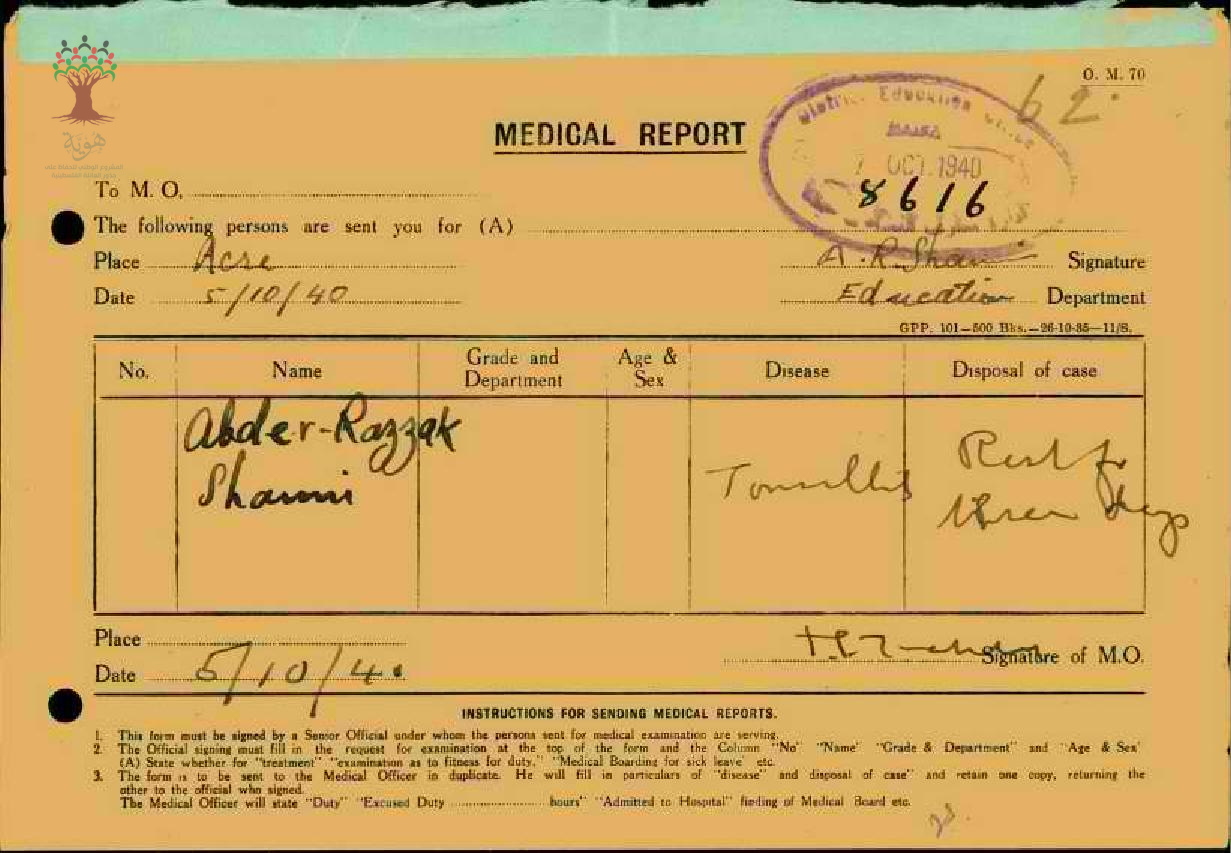 O. M. 70
62.
MEDICAL REPORT
District Education Office
HAIFA
7 OCT 1940
8616
هوية
To M. O.
The following persons are sent you for (A)
Place Acre
A. R. Shami Signature
Date 5/10/40
Education Department
GPP. 101—500 Bks.—26-10-35—11/S.
No. Name Grade and Department Age & Sex Disease Disposal of case
Abder-Razzak
Shami
Tonsillitis
Rest for
three days
Place
Date 5/10/40
Signature of M.O.
INSTRUCTIONS FOR SENDING MEDICAL REPORTS.
1. This form must be signed by a Senior Official under whom the persons sent for medical examination are serving.
2. The Official signing must fill in the request for examination at the top of the form and the Column "No" "Name" "Grade & Department" and "Age & Sex"
(A) State whether for "treatment" "examination as to fitness for duty," "Medical Boarding for sick leave" etc.
3. The form is to be sent to the Medical Officer in duplicate. He will fill in particulars of "disease" and disposal of case" and retain one copy, returning the
other to the official who signed.
The Medical Officer will state "Duty" "Excused Duty ........................ hours" "Admitted to Hospital" finding of Medical Board etc.